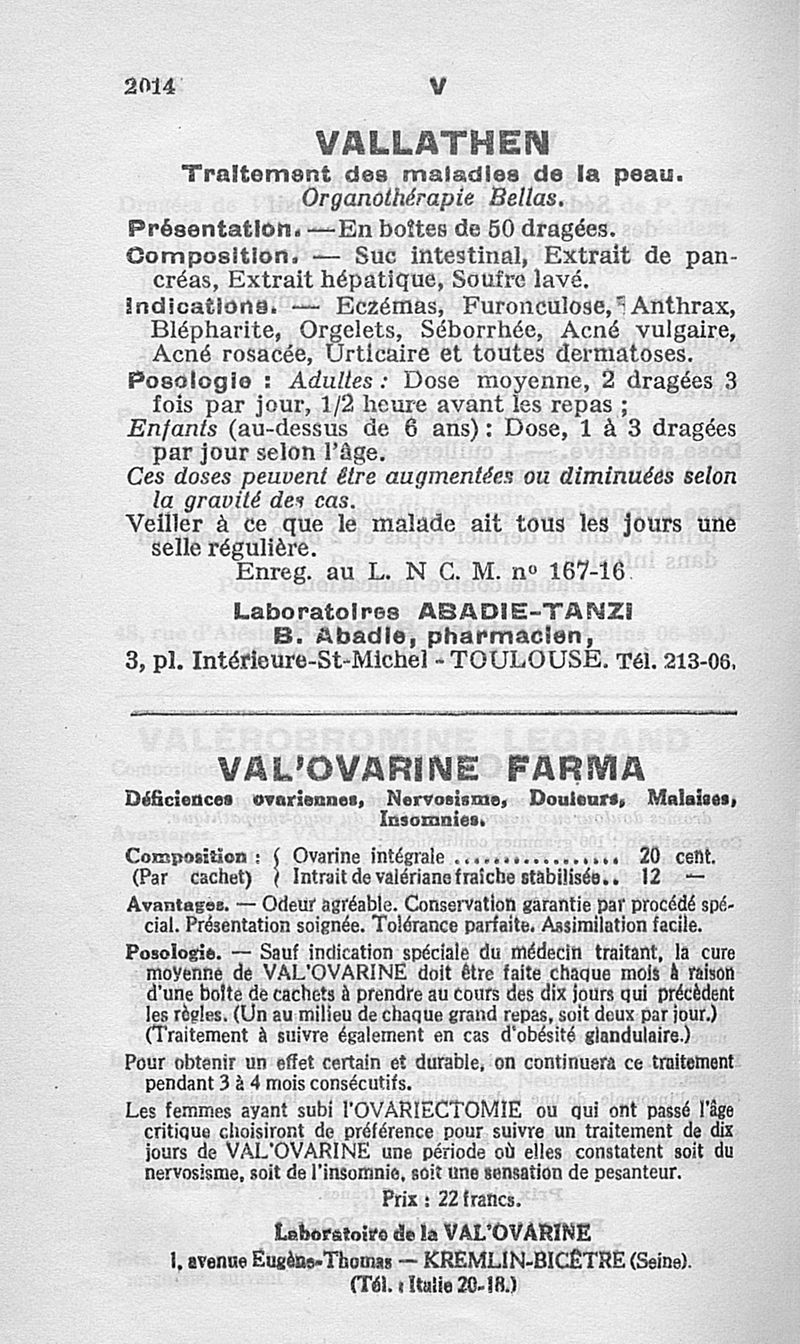 2014
V
VALLATHEN
Traitement des maladies de la peau.
Organothérapie Bellas.
Présentation. — En boîtes de 50 dragées.
Composition. — Suc intestinal, Extrait de pan-
créas, Extrait hépatique, Soufre lavé.
Indications. — Eczémas, Furonculose, Anthrax,
Blépharite, Orgelets, Séborrhée, Acné vulgaire,
Acné rosacée, Urticaire et toutes dermatoses.
Posologie : Adultes : Dose moyenne, 2 dragées 3
fois par jour, 1/2 heure avant les repas ;
Enfants (au-dessus de 6 ans) : Dose, 1 à 3 dragées
par jour selon l'âge.
Ces doses peuvent être augmentées ou diminuées selon
la gravité des cas.
Veiller à ce que le malade ait tous les jours une
selle régulière.
Enreg. au L. N C. M. nº 167-16.
Laboratoires ABADIE-TANZI
B. Abadie, pharmacien,
3, pl. Intérieure-St-Michel - TOULOUSE. Tél. 213-06.
VAL'OVARINE FARMA
Déficiences ovariennes, Nervosisme, Douleurs, Malaises,
Insomnies.
Composition : { Ovarine intégrale ................. 20 cent.
(Par cachet) { Intrait de valériane fraîche stabilisée.. 12 —
Avantages. — Odeur agréable. Conservation garantie par procédé spé-
cial. Présentation soignée. Tolérance parfaite. Assimilation facile.
Posologie. — Sauf indication spéciale du médecin traitant, la cure
moyenne de VAL'OVARINE doit être faite chaque mois à raison
d'une boîte de cachets à prendre au cours des dix jours qui précèdent
les règles. (Un au milieu de chaque grand repas, soit deux par jour.)
(Traitement à suivre également en cas d'obésité glandulaire.)
Pour obtenir un effet certain et durable, on continuera ce traitement
pendant 3 à 4 mois consécutifs.
Les femmes ayant subi l'OVARIECTOMIE ou qui ont passé l'âge
critique choisiront de préférence pour suivre un traitement de dix
jours de VAL'OVARINE une période où elles constatent soit du
nervosisme, soit de l'insomnie, soit une sensation de pesanteur.
Prix : 22 francs.
Laboratoire de la VAL'OVARINE
1, avenue Eugène-Thomas — KREMLIN-BICÊTRE (Seine).
(Tél. : Italie 20-18.)